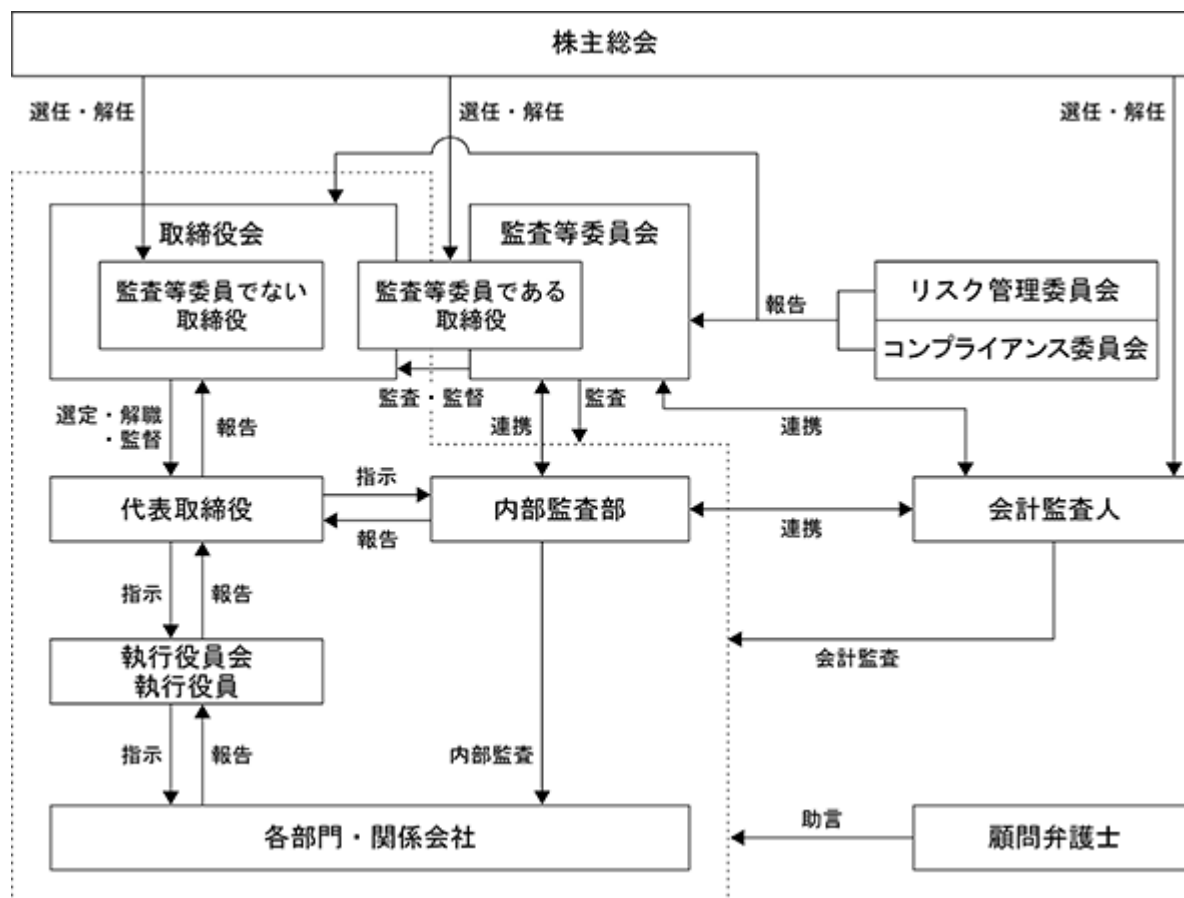 株主総会
選任・解任
選任・解任
選任・解任
取締役会
監査等委員会
監査等委員でない
取締役
監査等委員である
取締役
リスク管理委員会
コンプライアンス委員会
報告
監査・監督
監査
選定・解職
・監督
報告
連携
連携
代表取締役
指示
報告
内部監査部
連携
会計監査人
指示
報告
会計監査
執行役員会
執行役員
指示
報告
内部監査
各部門・関係会社
助言
顧問弁護士